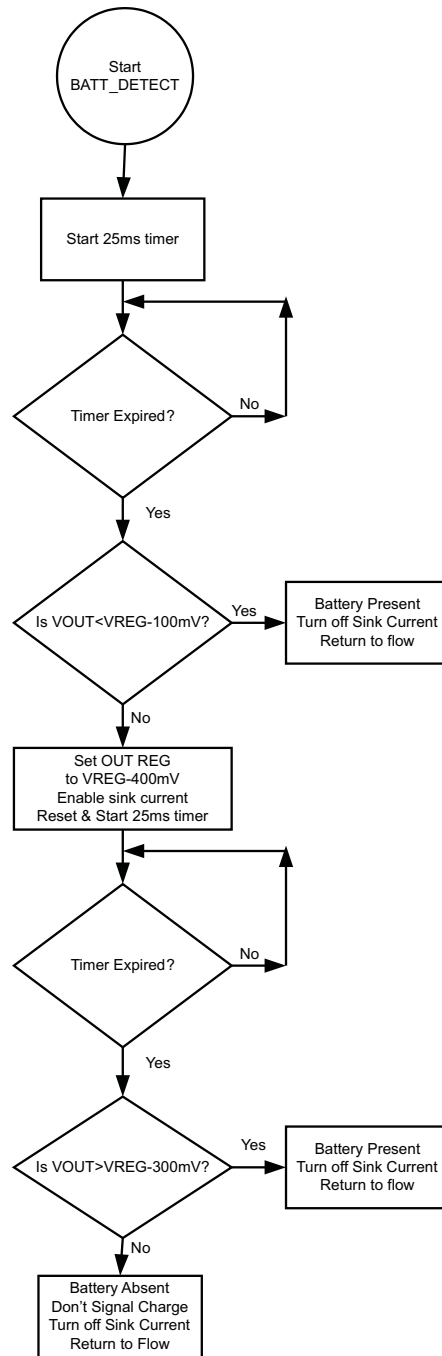 Start
BATT_DETECT
Start 25ms timer
Timer Expired?
No
Yes
Is VOUT<VREG-100mV?
Yes
Battery Present
Turn off Sink Current
Return to flow
No
Set OUT REG
to VREG-400mV
Enable sink current
Reset & Start 25ms timer
Timer Expired?
No
Yes
Is VOUT>VREG-300mV?
Yes
Battery Present
Turn off Sink Current
Return to flow
No
Battery Absent
Don't Signal Charge
Turn off Sink Current
Return to Flow